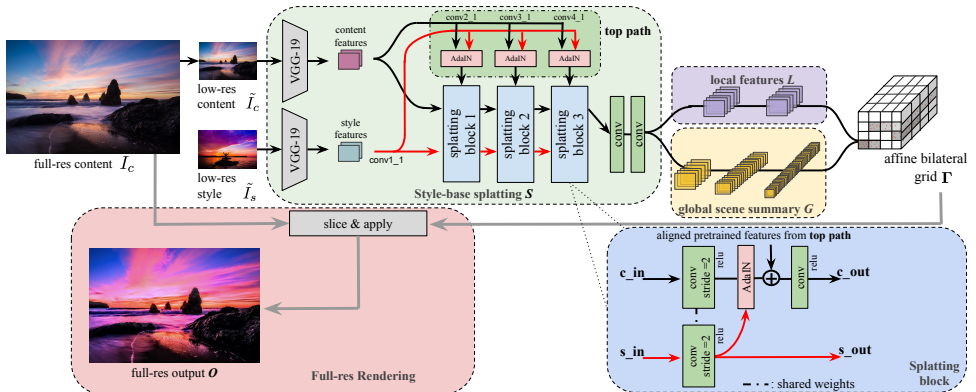 conv2_1 conv3_1 conv4_1
content
features
VGG-19
AdaIN AdaIN AdaIN
top path
low-res
content Ĩc
local features L
splatting
block 1
splatting
block 2
splatting
block 3
conv
conv
full-res content Ic
VGG-19
style
features
conv1_1
low-res
style Ĩs
Style-base splatting S
global scene summary G
affine bilateral
grid Γ
slice & apply
full-res output O
Full-res Rendering
aligned pretrained features from top path
c_in
conv
stride=2
relu
AdaIN
conv
relu
c_out
s_in
conv
stride=2
relu
s_out
: shared weights
Splatting
block